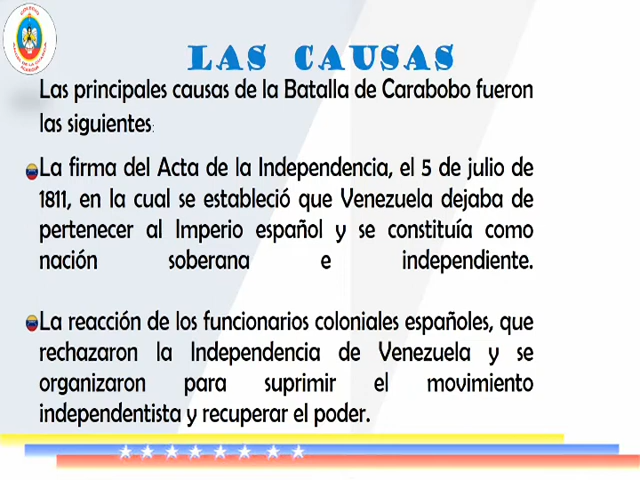 LAS CAUSAS
Las principales causas de la Batalla de Carabobo fueron
las siguientes:
La firma del Acta de la Independencia, el 5 de julio de
1811, en la cual se estableció que Venezuela dejaba de
pertenecer al Imperio español y se constituía como
nación soberana e independiente.
La reacción de los funcionarios coloniales españoles, que
rechazaron la Independencia de Venezuela y se
organizaron para suprimir el movimiento
independentista y recuperar el poder.